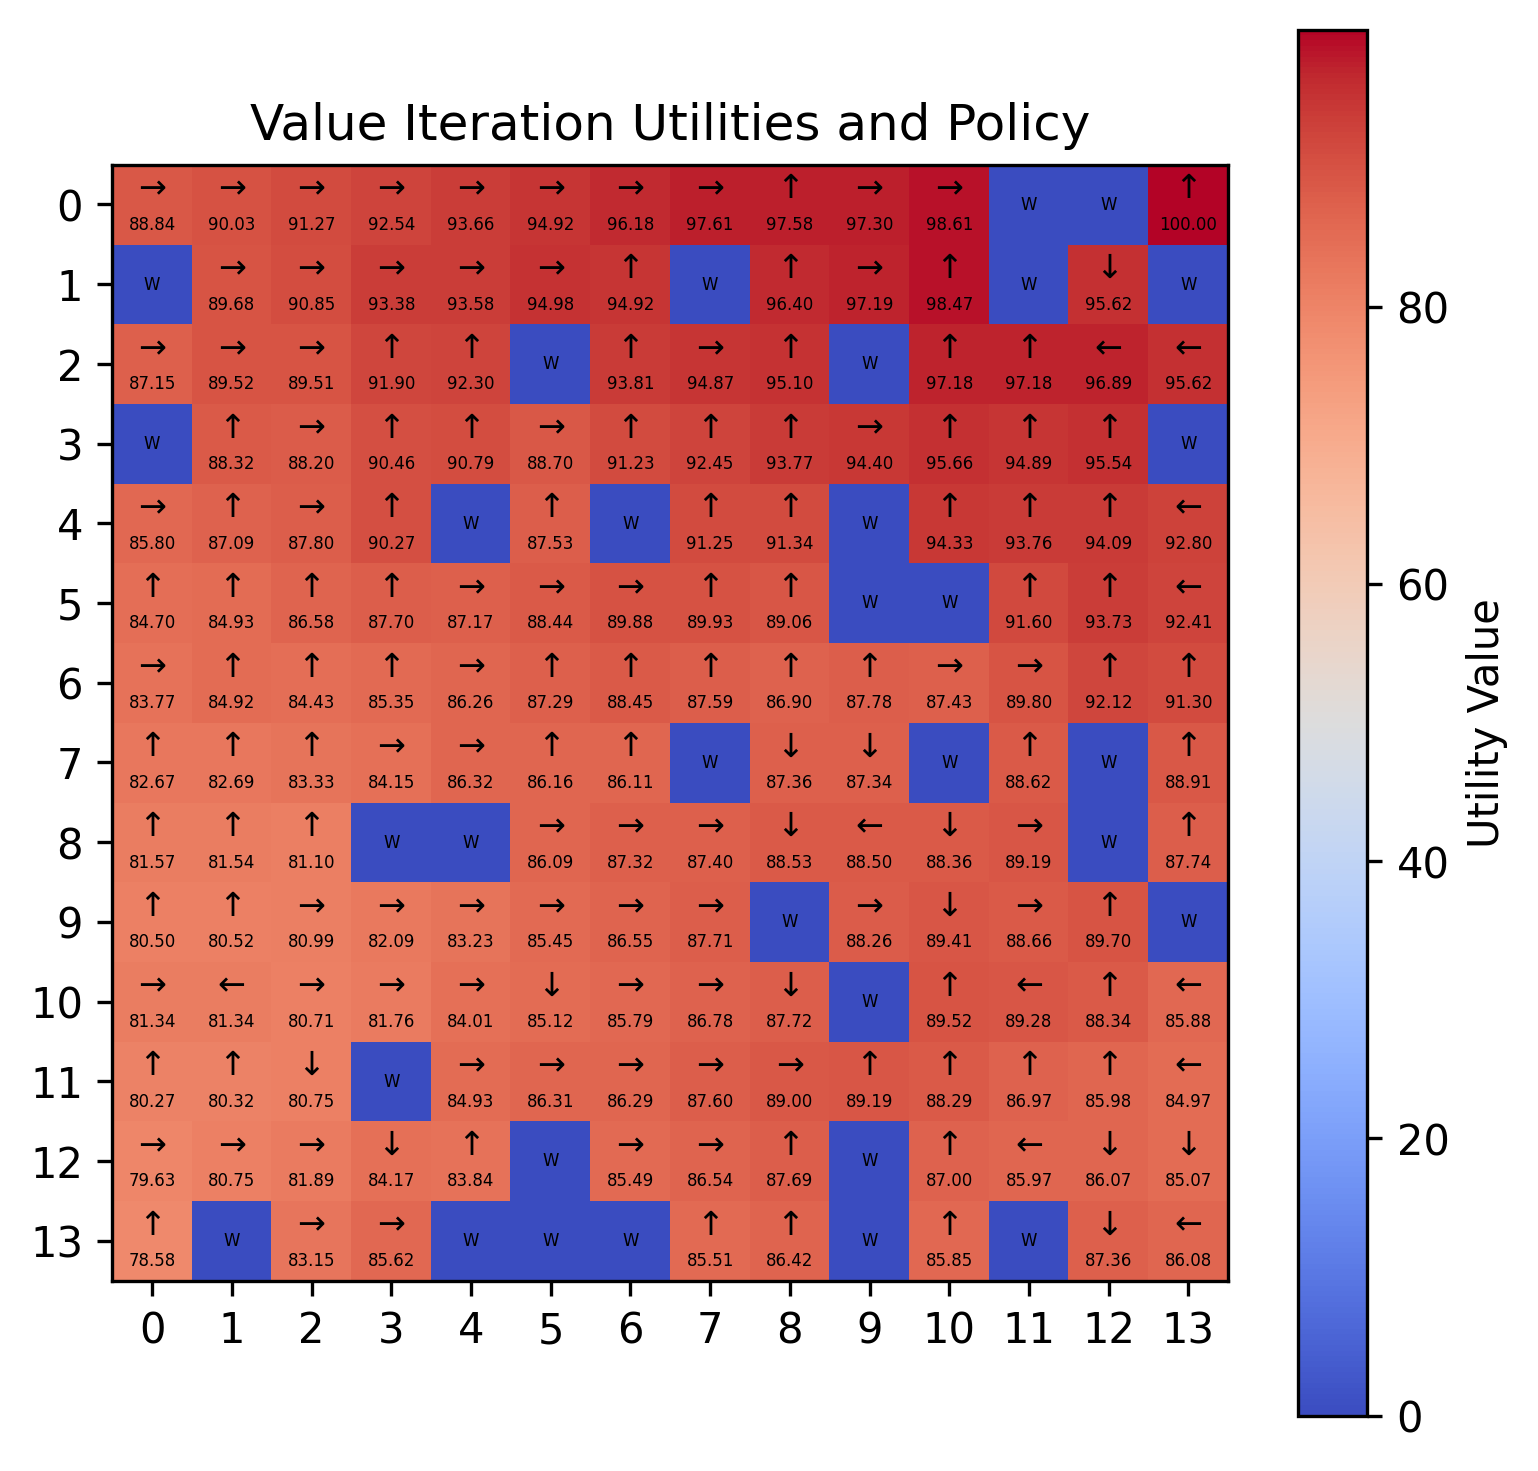 Value Iteration Utilities and Policy
0 → → → → → → → → ↑ → → W W ↑
88.84 90.03 91.27 92.54 93.66 94.92 96.18 97.61 97.58 97.30 98.61 100.00
1 W → → → → → ↑ W ↑ → ↑ W ↓ W
89.68 90.85 93.38 93.58 94.98 94.92 96.40 97.19 98.47 95.62
2 → → → ↑ ↑ W ↑ → ↑ W ↑ ↑ ← ←
87.15 89.52 89.51 91.90 92.30 93.81 94.87 95.10 97.18 97.18 96.89 95.62
3 W ↑ → ↑ ↑ → ↑ ↑ ↑ → ↑ ↑ ↑ W
88.32 88.20 90.46 90.79 88.70 91.23 92.45 93.77 94.40 95.66 94.89 95.54
4 → ↑ → ↑ W ↑ W ↑ ↑ W ↑ ↑ ↑ ←
85.80 87.09 87.80 90.27 87.53 91.25 91.34 94.33 93.76 94.09 92.80
5 ↑ ↑ ↑ ↑ → → → ↑ ↑ W W ↑ ↑ ←
84.70 84.93 86.58 87.70 87.17 88.44 89.88 89.93 89.06 91.60 93.73 92.41
6 → ↑ ↑ ↑ → ↑ ↑ ↑ ↑ ↑ → → ↑ ↑
83.77 84.92 84.43 85.35 86.26 87.29 88.45 87.59 86.90 87.78 87.43 89.80 92.12 91.30
7 ↑ ↑ ↑ → → ↑ ↑ W ↓ ↓ W ↑ W ↑
82.67 82.69 83.33 84.15 86.32 86.16 86.11 87.36 87.34 88.62 88.91
8 ↑ ↑ ↑ W W → → → ↓ ← ↓ → W ↑
81.57 81.54 81.10 86.09 87.32 87.40 88.53 88.50 88.36 89.19 87.74
9 ↑ ↑ → → → → → → W → ↓ → ↑ W
80.50 80.52 80.99 82.09 83.23 85.45 86.55 87.71 88.26 89.41 88.66 89.70
10 → ← → → → ↓ → → ↓ W ↑ ← ↑ ←
81.34 81.34 80.71 81.76 84.01 85.12 85.79 86.78 87.72 89.52 89.28 88.34 85.88
11 ↑ ↑ ↓ W → → → → → ↑ ↑ ↑ ↑ ←
80.27 80.32 80.75 84.93 86.31 86.29 87.60 89.00 89.19 88.29 86.97 85.98 84.97
12 → → → ↓ ↑ W → → ↑ W ↑ ← ↓ ↓
79.63 80.75 81.89 84.17 83.84 85.49 86.54 87.69 87.00 85.97 86.07 85.07
13 ↑ W → → W W W ↑ ↑ W ↑ W ↓ ←
78.58 83.15 85.62 85.51 86.42 85.85 87.36 86.08
0 1 2 3 4 5 6 7 8 9 10 11 12 13
80
60
40
20
0
Utility Value